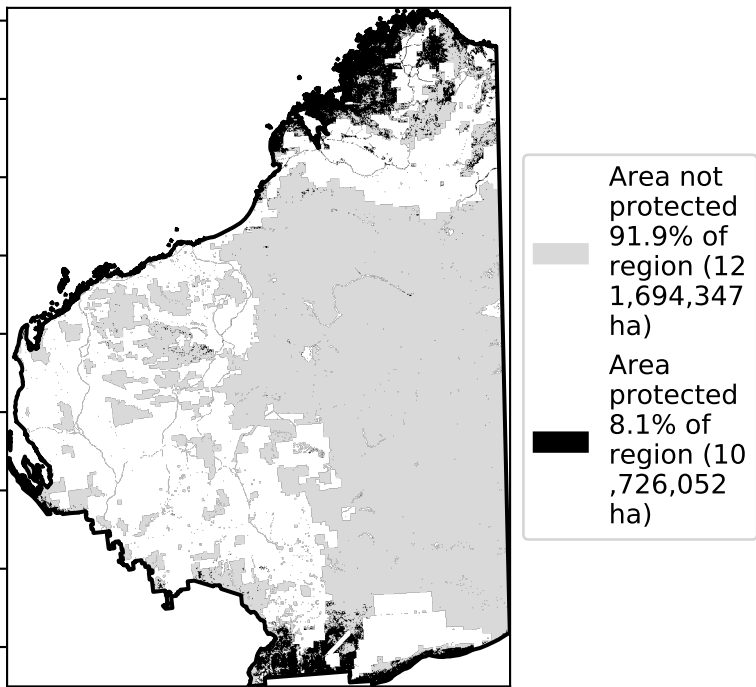 Area not
protected
91.9% of
region (12
1,694,347
ha)
Area
protected
8.1% of
region (10
,726,052
ha)